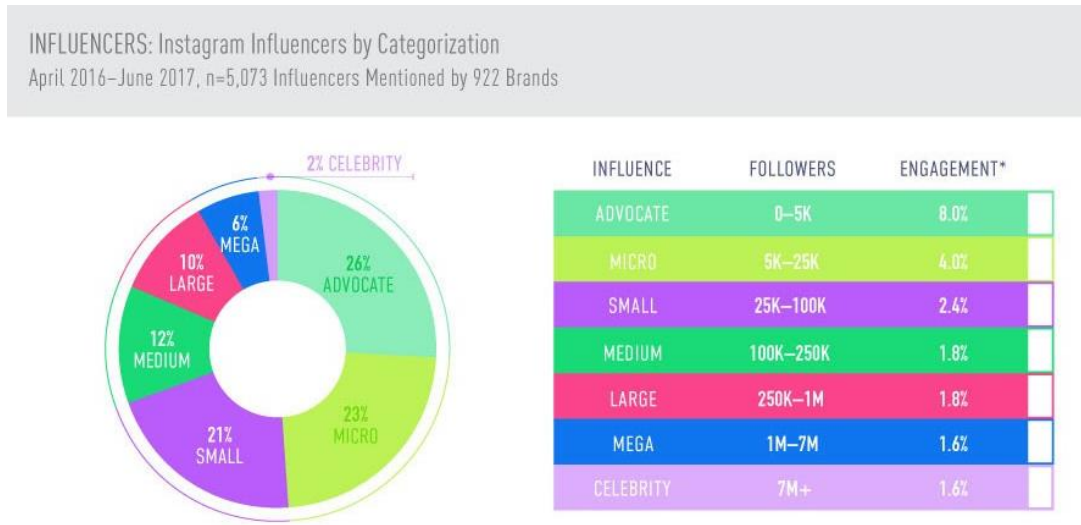 INFLUENCERS: Instagram Influencers by Categorization
April 2016–June 2017, n=5,073 Influencers Mentioned by 922 Brands
2% CELEBRITY
6%
MEGA
10%
LARGE
26%
ADVOCATE
12%
MEDIUM
23%
MICRO
21%
SMALL
INFLUENCE FOLLOWERS ENGAGEMENT*
ADVOCATE 0–5K 8.0%
MICRO 5K–25K 4.0%
SMALL 25K–100K 2.4%
MEDIUM 100K–250K 1.8%
LARGE 250K–1M 1.8%
MEGA 1M–7M 1.6%
CELEBRITY 7M+ 1.6%